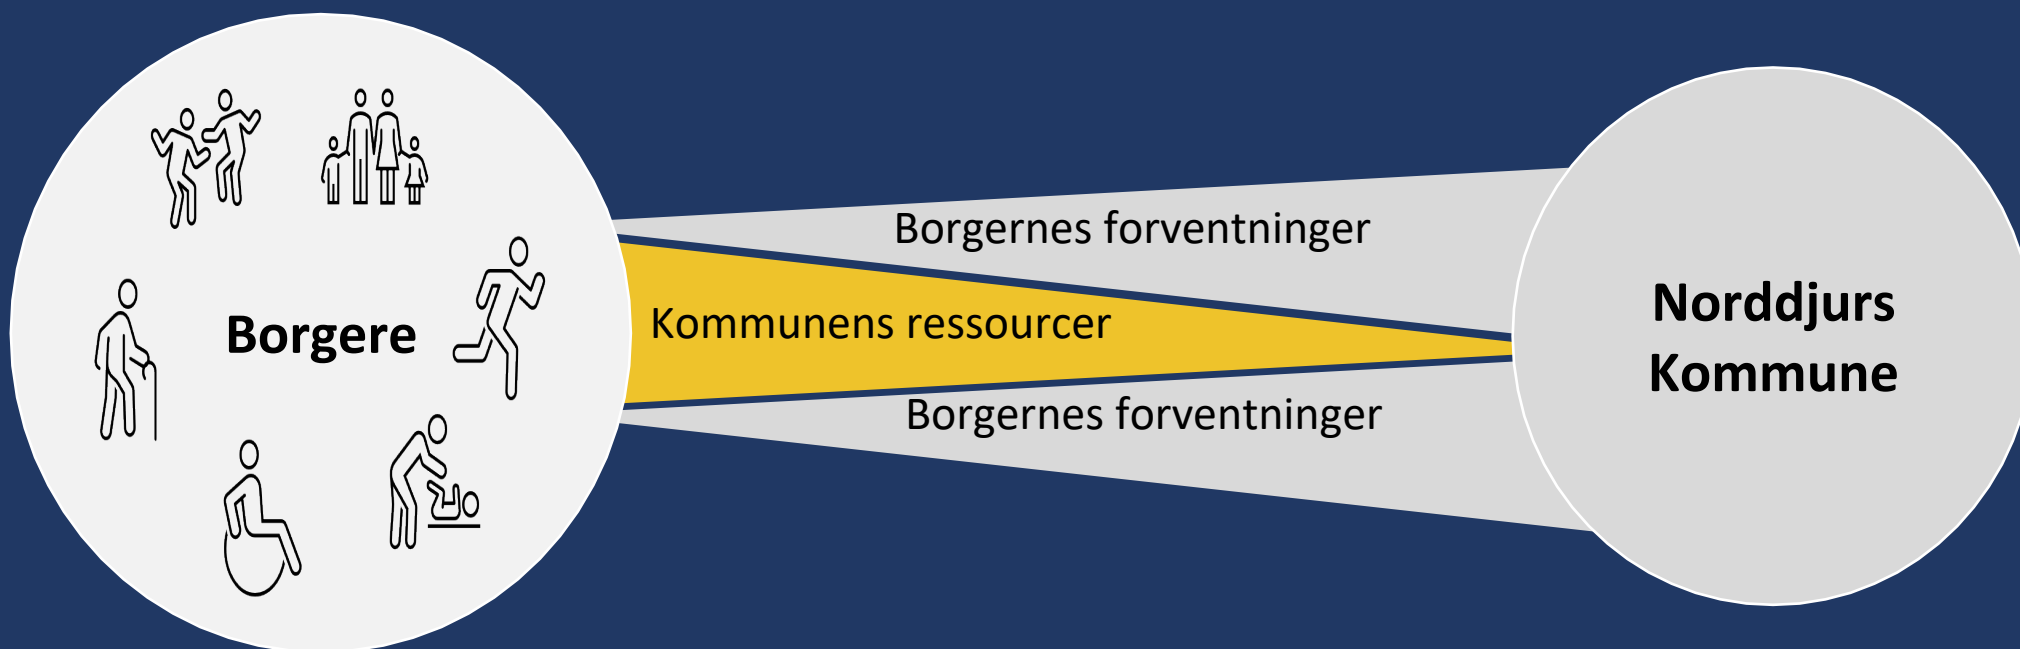 Borgere
Borgernes forventninger
Kommunens ressourcer
Borgernes forventninger
Norddjurs
Kommune